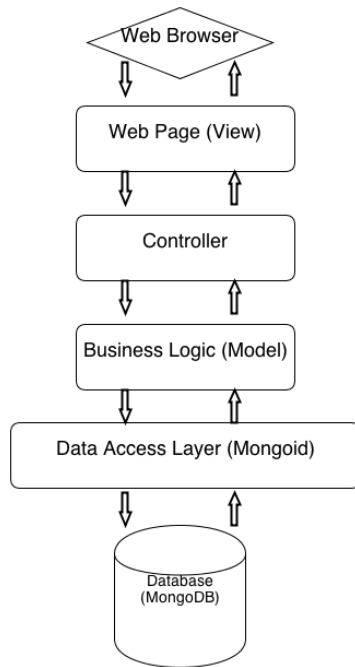 Web Browser
Web Page (View)
Controller
Business Logic (Model)
Data Access Layer (Mongoid)
Database
(MongoDB)